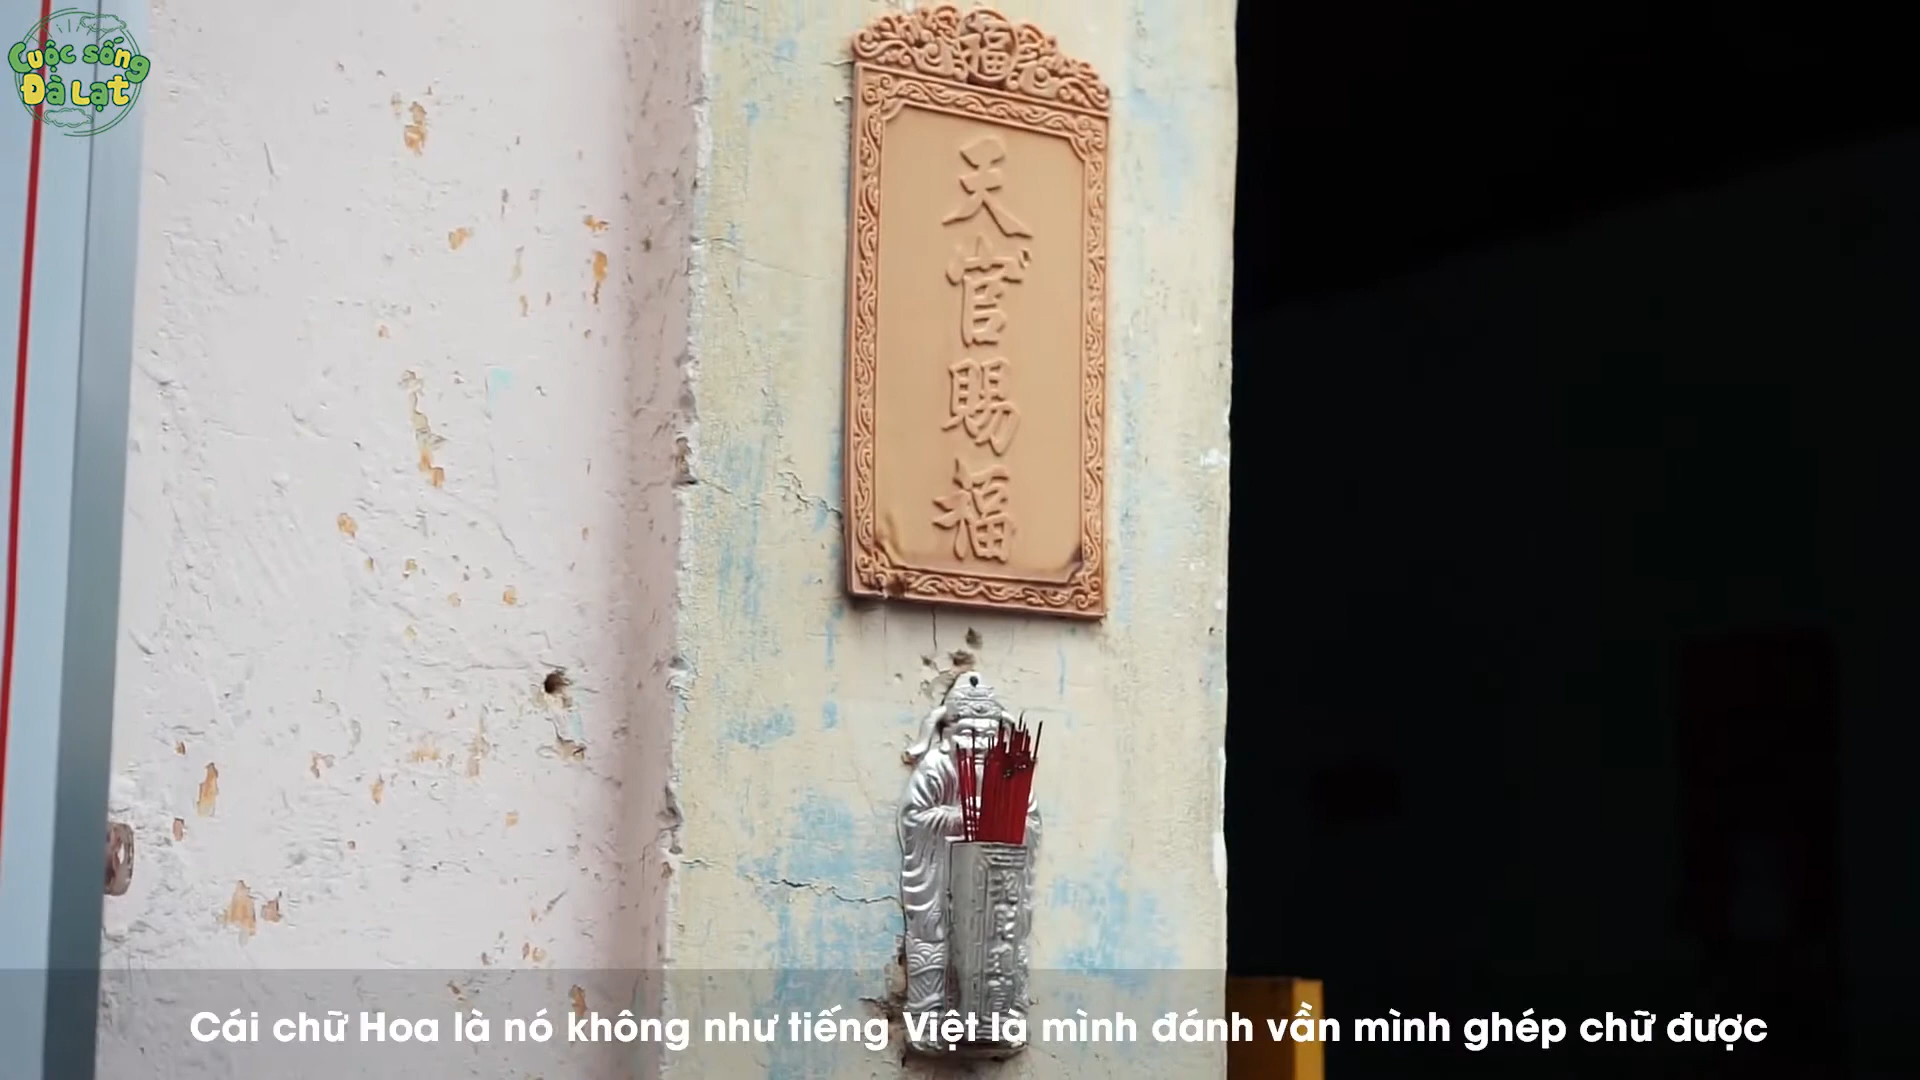 Cuộc sống
Đà Lạt
福
天官賜福
Cái chữ Hoa là nó không như tiếng Việt là mình đánh vần mình ghép chữ được